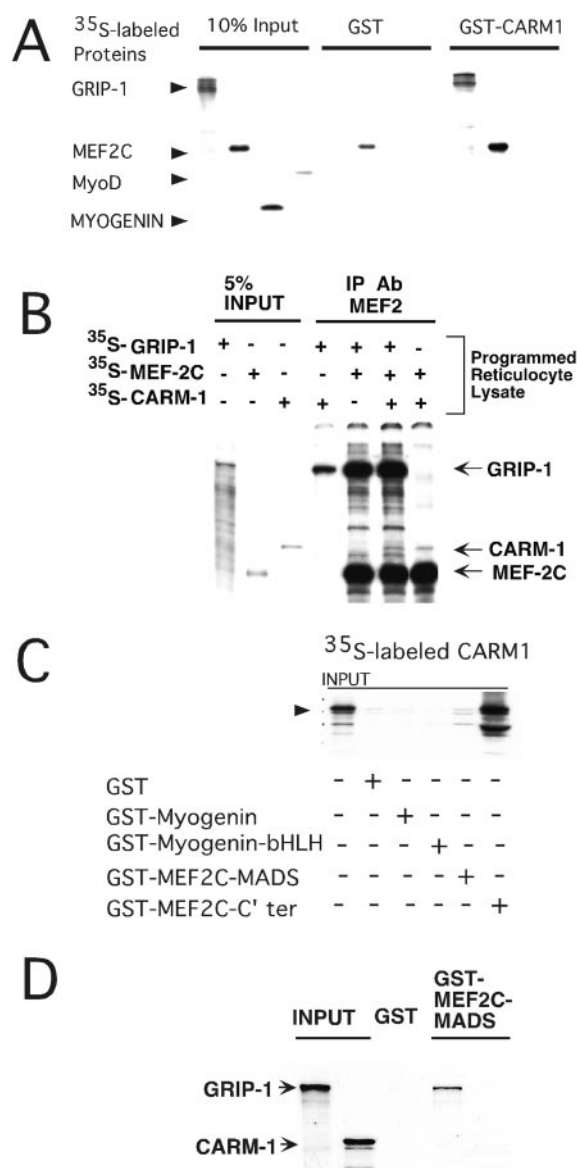 A
35S-labeled Proteins
10% Input
GST
GST-CARM1
GRIP-1
MEF2C
MyoD
MYOGENIN
B
5% INPUT
IP Ab MEF2
35S-GRIP-1 + - - + + + -
35S-MEF-2C - + - - + + +
35S-CARM-1 - - + + - + +
Programmed Reticulocyte Lysate
GRIP-1
CARM-1
MEF-2C
C
35S-labeled CARM1
INPUT
GST - + - - - -
GST-Myogenin - - + - - -
GST-Myogenin-bHLH - - - + - -
GST-MEF2C-MADS - - - - + -
GST-MEF2C-C' ter - - - - - +
D
INPUT
GST
GST-MEF2C-MADS
GRIP-1
CARM-1